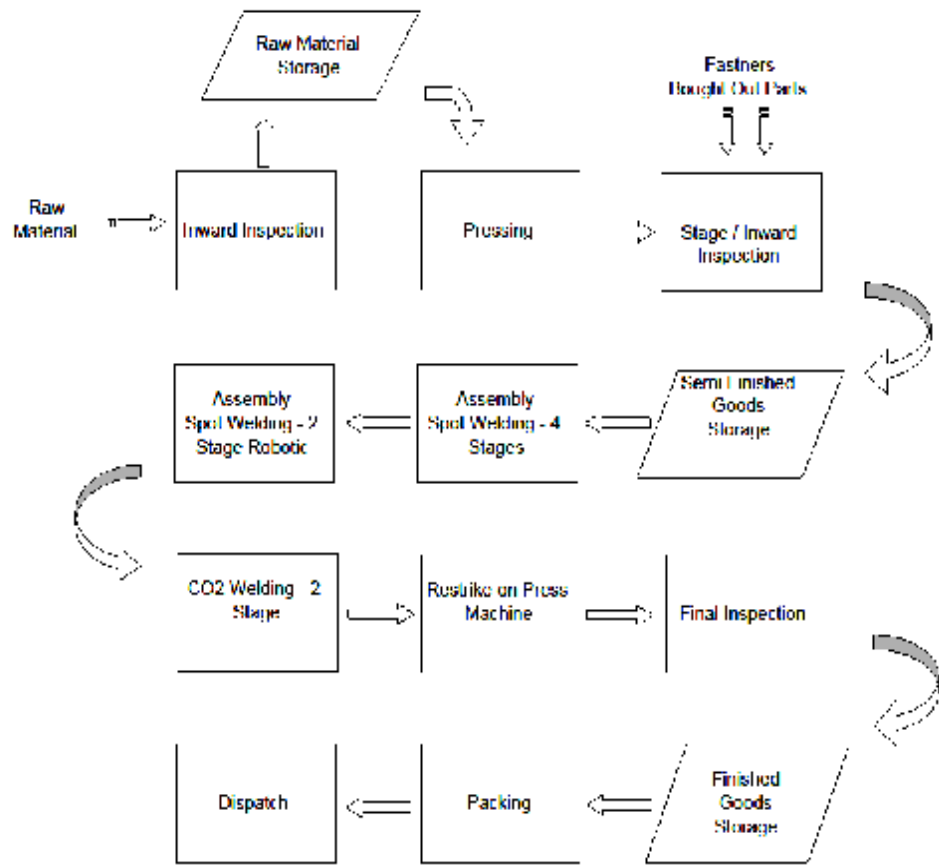 Raw Material
Storage
Fastners
Bought Out Parts
Raw
Material
Inward Inspection
Pressing
Stage / Inward
Inspection
Assembly
Spot Welding - 2
Stage Robotic
Assembly
Spot Welding - 4
Stages
Semi Finished
Goods
Storage
CO2 Welding - 2
Stage
Restrike on Press
Machine
Final Inspection
Dispatch
Packing
Finished
Goods
Storage